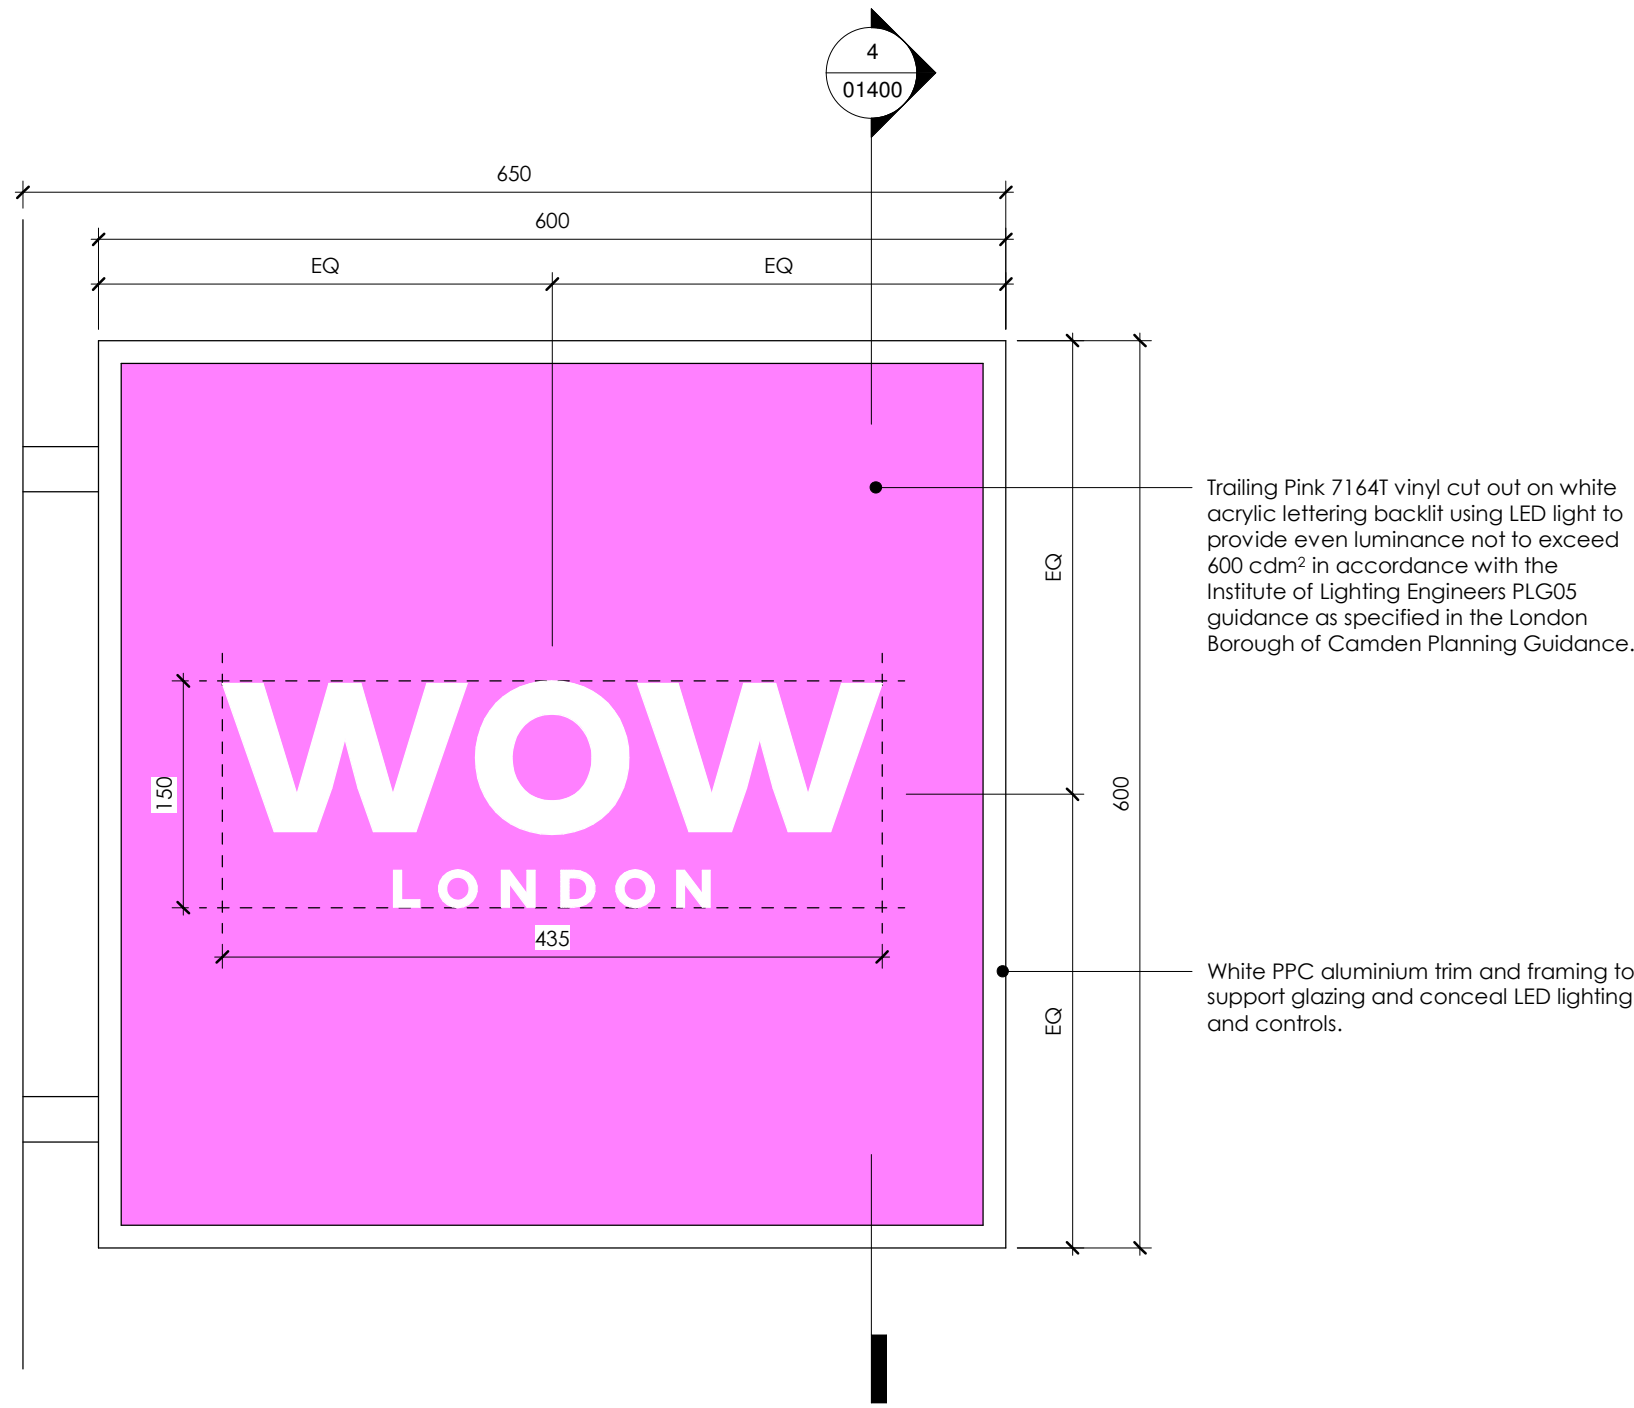 4
01400
650
600
EQ EQ
Trailing Pink 7164T vinyl cut out on white
acrylic lettering backlit using LED light to
provide even luminance not to exceed
600 cdm² in accordance with the
Institute of Lighting Engineers PLG05
guidance as specified in the London
Borough of Camden Planning Guidance.
EQ
WOW
LONDON
150
435
600
White PPC aluminium trim and framing to
support glazing and conceal LED lighting
and controls.
EQ